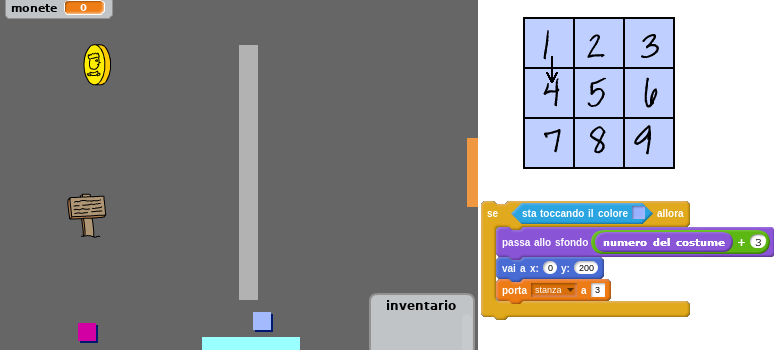 monete 0
inventario
1 2 3
4 5 6
7 8 9
se sta toccando il colore allora
passa allo sfondo numero del costume + 3
vai a x: 0 y: 200
porta stanza a 3